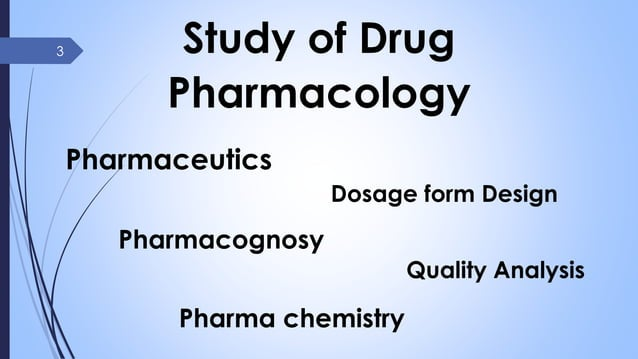 3
Study of Drug
Pharmacology
Pharmaceutics
Dosage form Design
Pharmacognosy
Quality Analysis
Pharma chemistry